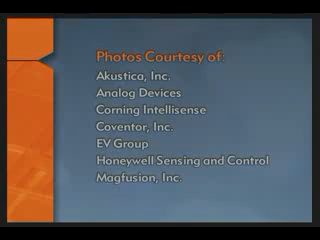 Photos Courtesy of:
Akustica, Inc.
Analog Devices
Corning Intellisense
Coventor, Inc.
EV Group
Honeywell Sensing and Control
Magfusion, Inc.